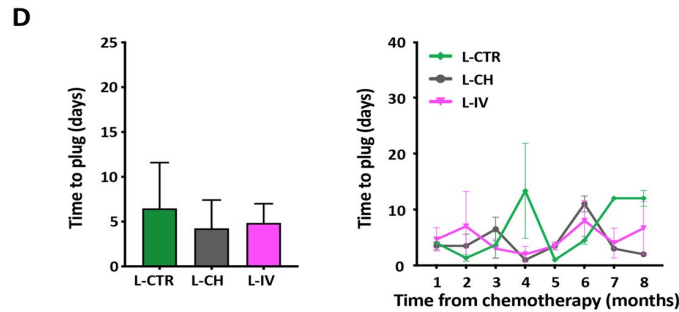 D
Time to plug (days)
25
20
15
10
5
0
L-CTR L-CH L-IV
Time to plug (days)
40
30
20
10
0
L-CTR
L-CH
L-IV
1 2 3 4 5 6 7 8
Time from chemotherapy (months)